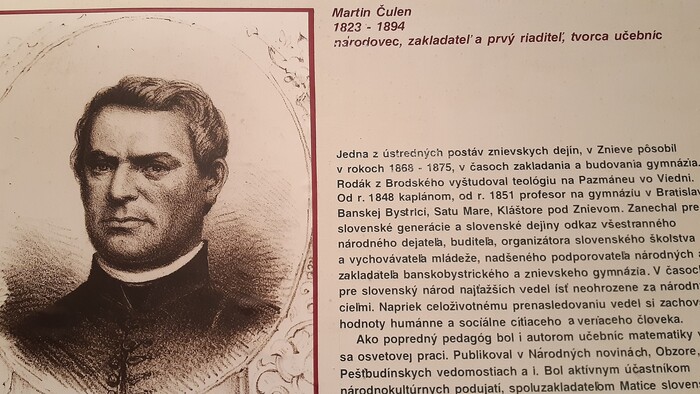 Martin Čulen
1823 - 1894
národovec, zakladateľ a prvý riaditeľ, tvorca učebníc
Jedna z ústredných postáv znievskych dejín, v Znieve pôsobil
v rokoch 1868 - 1875, v časoch zakladania a budovania gymnázia.
Rodák z Brodského vyštudoval teológiu na Pazmáneu vo Viedni.
Od r. 1848 kaplánom, od r. 1851 profesor na gymnáziu v Bratislav
Banskej Bystrici, Satu Mare, Kláštore pod Znievom. Zanechal pre
slovenské generácie a slovenské dejiny odkaz všestranného
národného dejateľa, buditeľa, organizátora slovenského školstva
a vychovávateľa mládeže, nadšeného podporovateľa národných a
zakladateľa banskobystrického a znievskeho gymnázia. V časoc
pre slovenský národ najťažších vedel ísť neohrozene za národn
cieľmi. Napriek celoživotnému prenasledovaniu vedel si zachov
hodnoty humánne a sociálne cítiaceho a veriaceho človeka.
Ako popredný pedagóg bol i autorom učebníc matematiky v
sa osvetovej praci. Publikoval v Národných novinách, Obzore,
Pešťbudínskych vedomostiach a i. Bol aktívnym účastníkom
národnokultúrnych podujatí, spoluzakladateľom Matice sloven